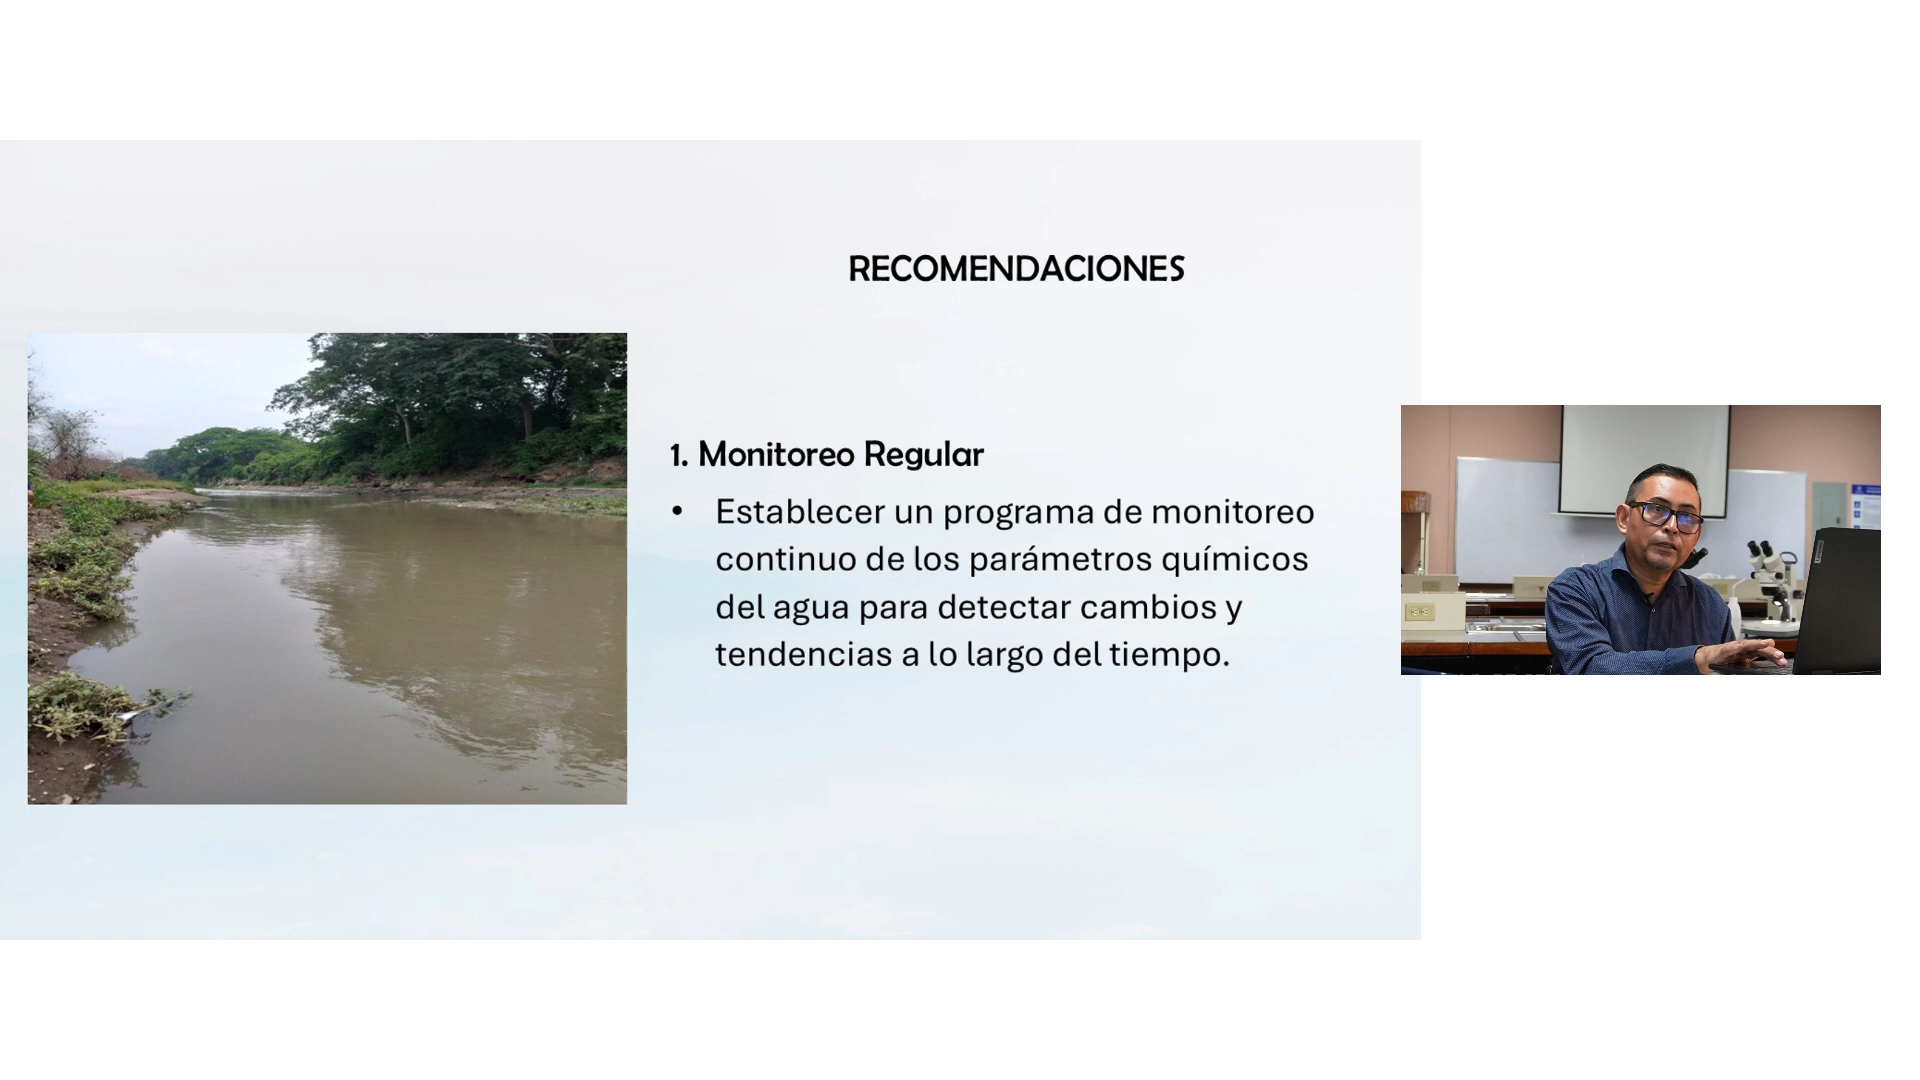 RECOMENDACIONES
1. Monitoreo Regular
• Establecer un programa de monitoreo
continuo de los parámetros químicos
del agua para detectar cambios y
tendencias a lo largo del tiempo.
Lenovo